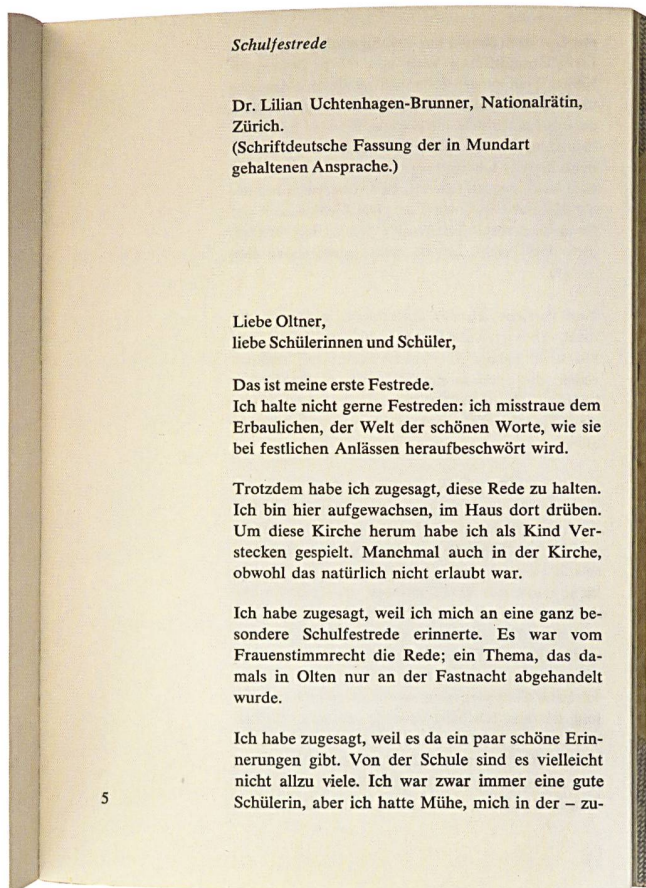 Schulfestrede
Dr. Lilian Uchtenhagen-Brunner, Nationalrätin,
Zürich.
(Schriftdeutsche Fassung der in Mundart
gehaltenen Ansprache.)
Liebe Oltner,
liebe Schülerinnen und Schüler,
Das ist meine erste Festrede.
Ich halte nicht gerne Festreden: ich misstraue dem
Erbaulichen, der Welt der schönen Worte, wie sie
bei festlichen Anlässen heraufbeschwört wird.
Trotzdem habe ich zugesagt, diese Rede zu halten.
Ich bin hier aufgewachsen, im Haus dort drüben.
Um diese Kirche herum habe ich als Kind Ver-
stecken gespielt. Manchmal auch in der Kirche,
obwohl das natürlich nicht erlaubt war.
Ich habe zugesagt, weil ich mich an eine ganz be-
sondere Schulfestrede erinnerte. Es war vom
Frauenstimmrecht die Rede; ein Thema, das da-
mals in Olten nur an der Fastnacht abgehandelt
wurde.
Ich habe zugesagt, weil es da ein paar schöne Erin-
nerungen gibt. Von der Schule sind es vielleicht
nicht allzu viele. Ich war zwar immer eine gute
Schülerin, aber ich hatte Mühe, mich in der – zu-
5